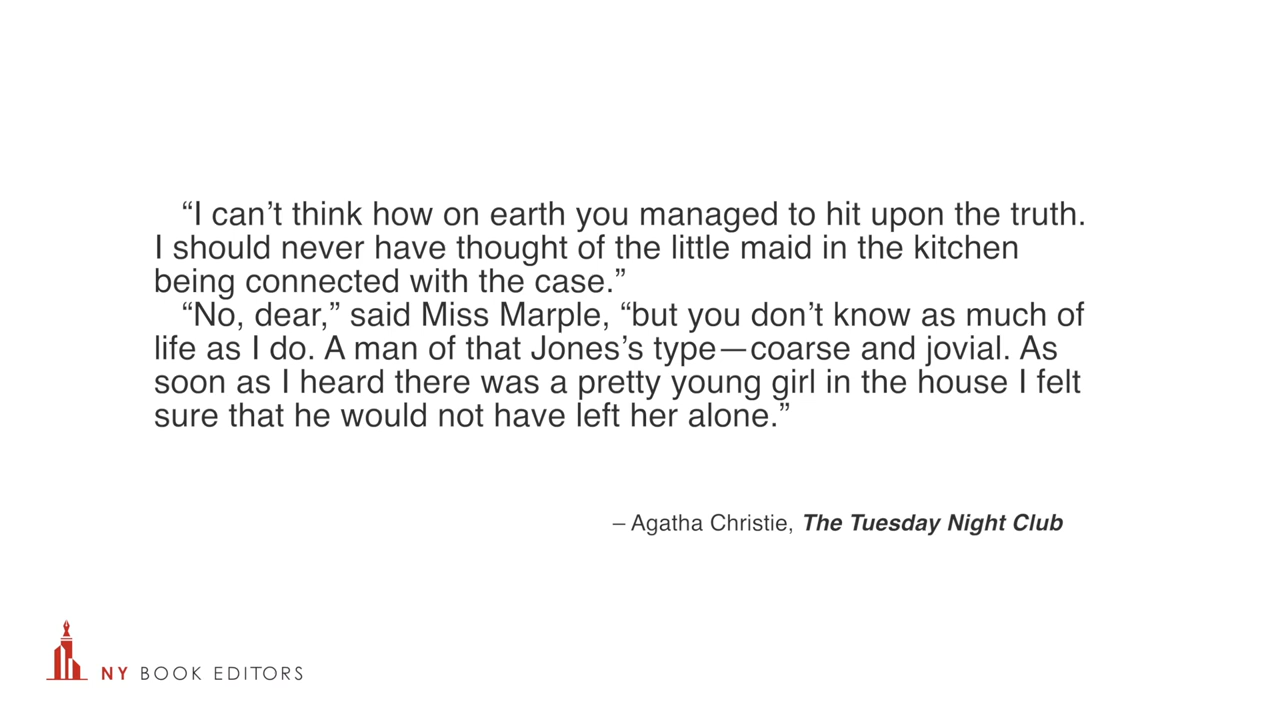 “I can’t think how on earth you managed to hit upon the truth.
I should never have thought of the little maid in the kitchen
being connected with the case.”
“No, dear,” said Miss Marple, “but you don’t know as much of
life as I do. A man of that Jones’s type—coarse and jovial. As
soon as I heard there was a pretty young girl in the house I felt
sure that he would not have left her alone.”
– Agatha Christie, The Tuesday Night Club
NY BOOK EDITORS